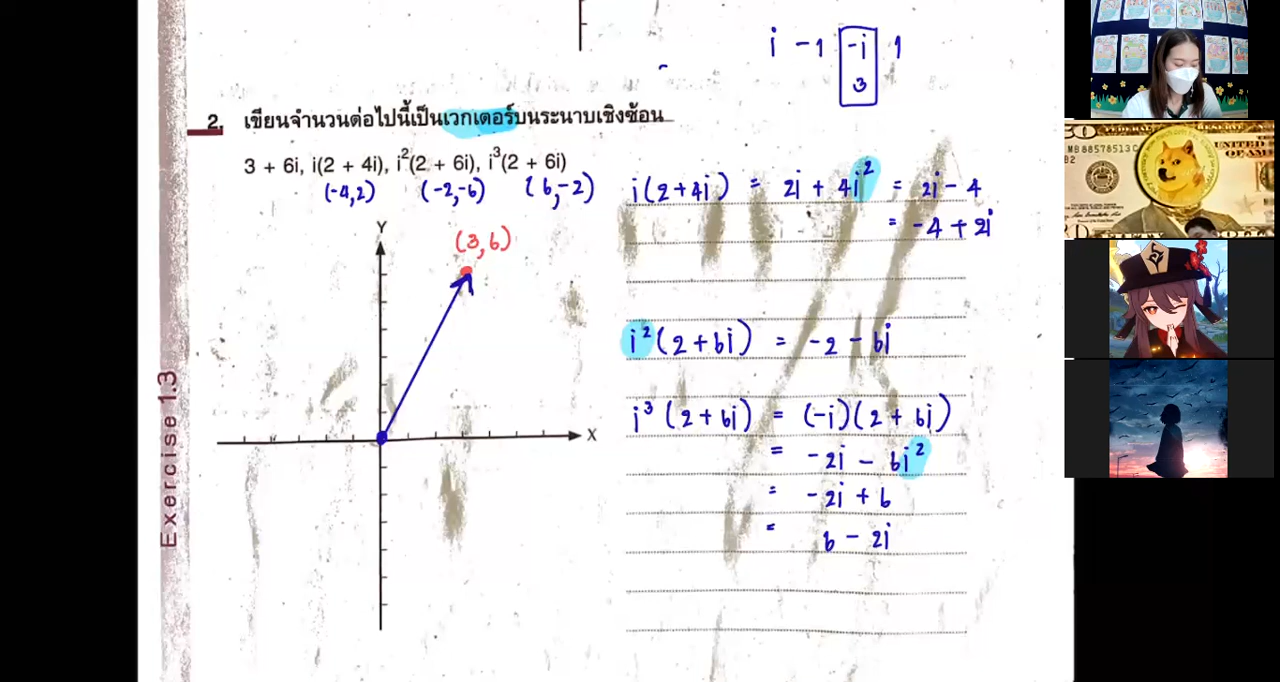 i -1 -i 1
3
2. เขียนจำนวนต่อไปนี้เป็นเวกเตอร์บนระนาบเชิงซ้อน
3 + 6i, i(2 + 4i), i²(2 + 6i), i³(2 + 6i)
(-4,2) (-2,-6) (6,-2)
Y
(3,6)
X
i(2+4i) = 2i + 4i² = 2i - 4
= -4 + 2i
i²(2+6i) = -2 - 6i
i³(2+6i) = (-i)(2+6i)
= -2i - 6i²
= -2i + 6
= 6 - 2i
Exercise 1.3
MB88578513C